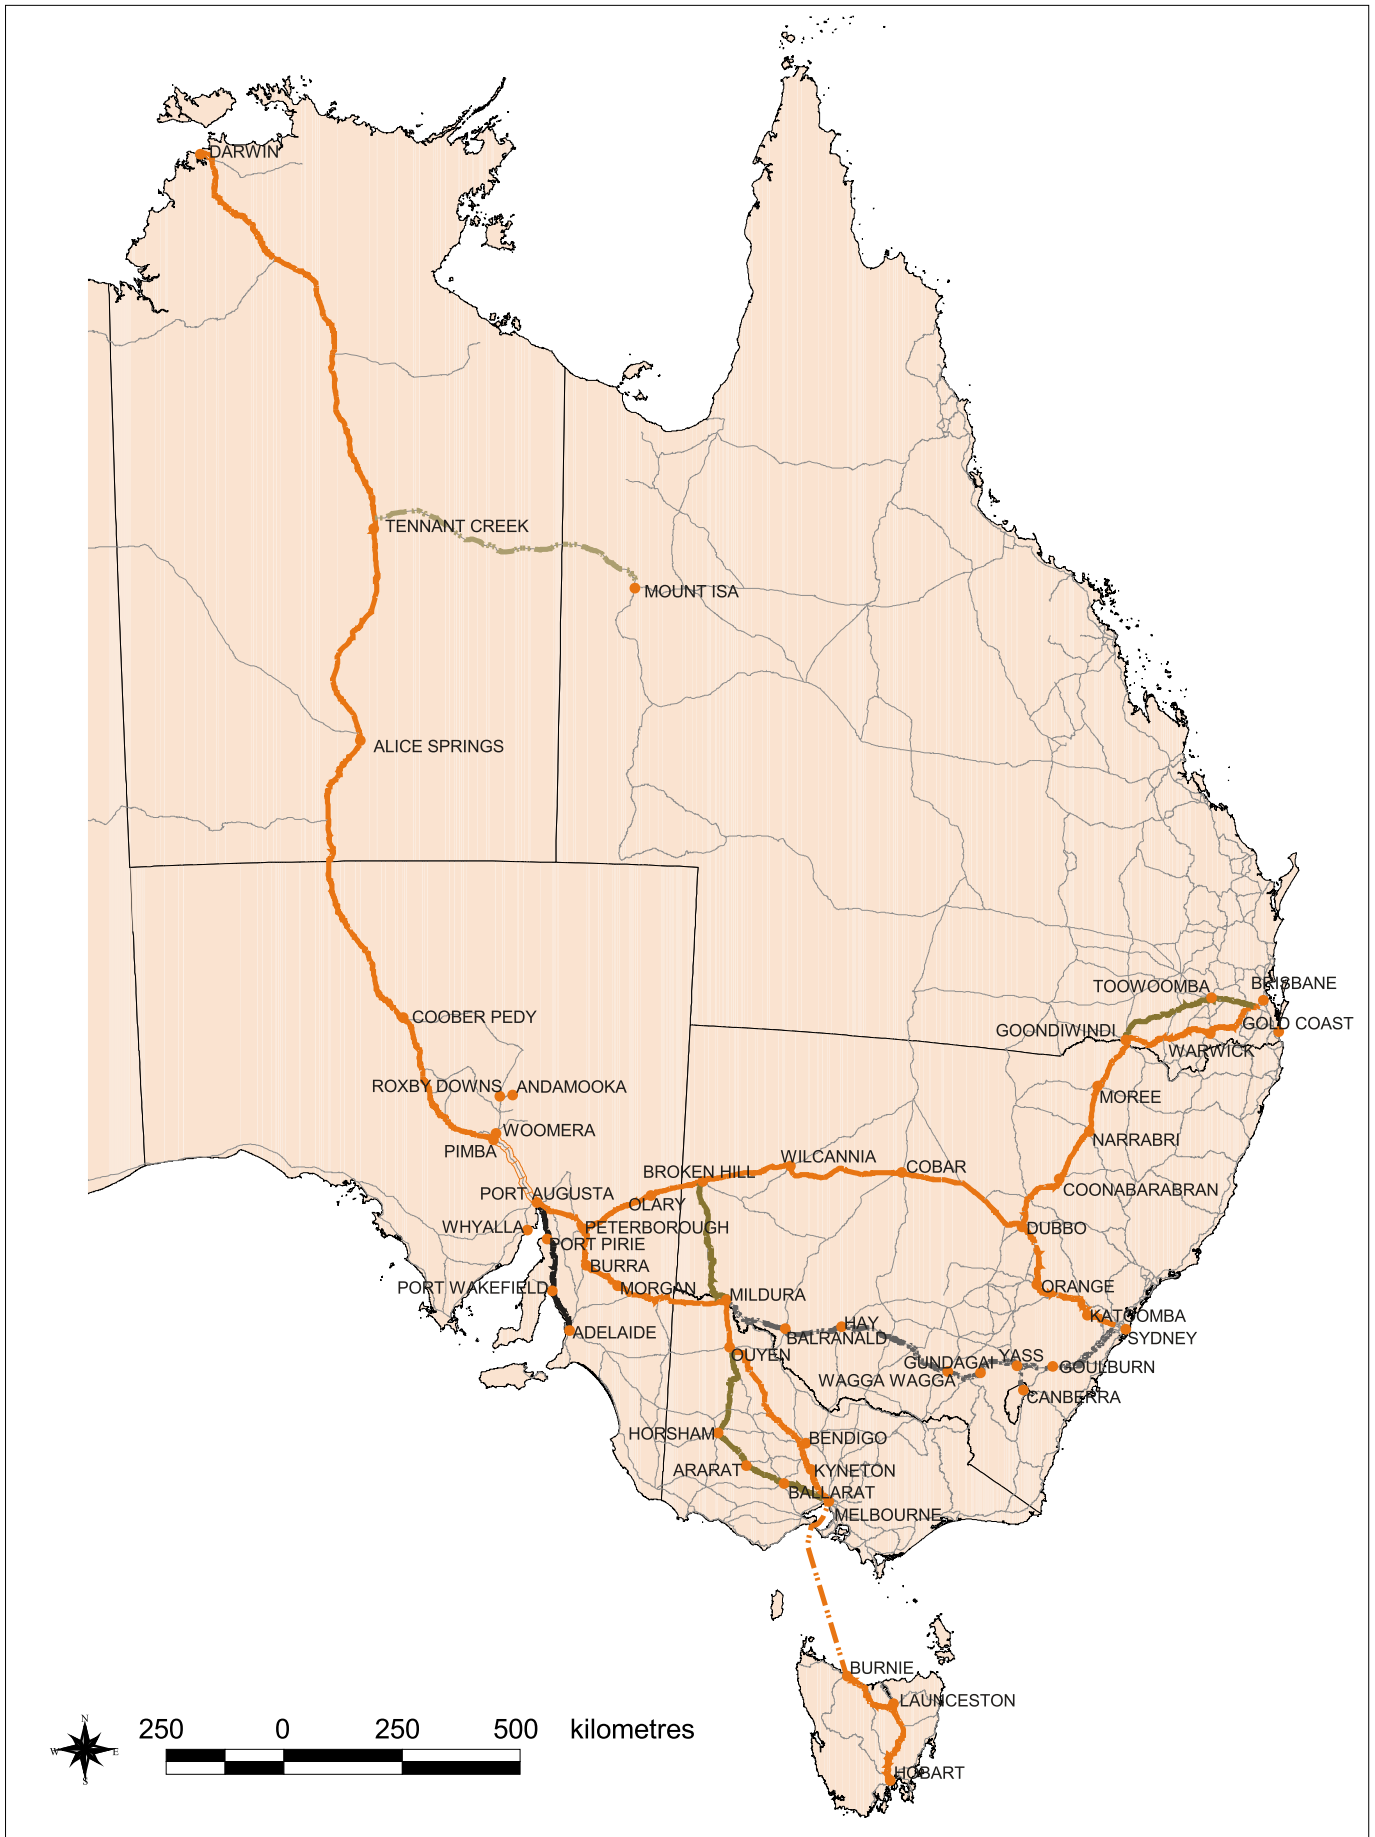 DARWIN
TENNANT CREEK
MOUNT ISA
ALICE SPRINGS
TOOWOOMBA
BRISBANE
COOBER PEDY
GOONDIWINDI
GOLD COAST
WARWICK
ROXBY DOWNS
ANDAMOOKA
MOREE
WOOMERA
NARRABRI
PIMBA
WILCANNIA
COBAR
BROKEN HILL
COONABARABRAN
PORT AUGUSTA
OLARY
WHYALLA
PETERBOROUGH
DUBBO
PORT PIRIE
BURRA
PORT WAKEFIELD
MORGAN
MILDURA
ORANGE
KATOOMBA
HAY
ADELAIDE
BALRANALD
SYDNEY
OUYEN
YASS
GUNDAGAI
GOULBURN
WAGGA WAGGA
CANBERRA
HORSHAM
BENDIGO
ARARAT
KYNETON
BALLARAT
MELBOURNE
BURNIE
LAUNCESTON
N
W E
S
250 0 250 500 kilometres
HOBART